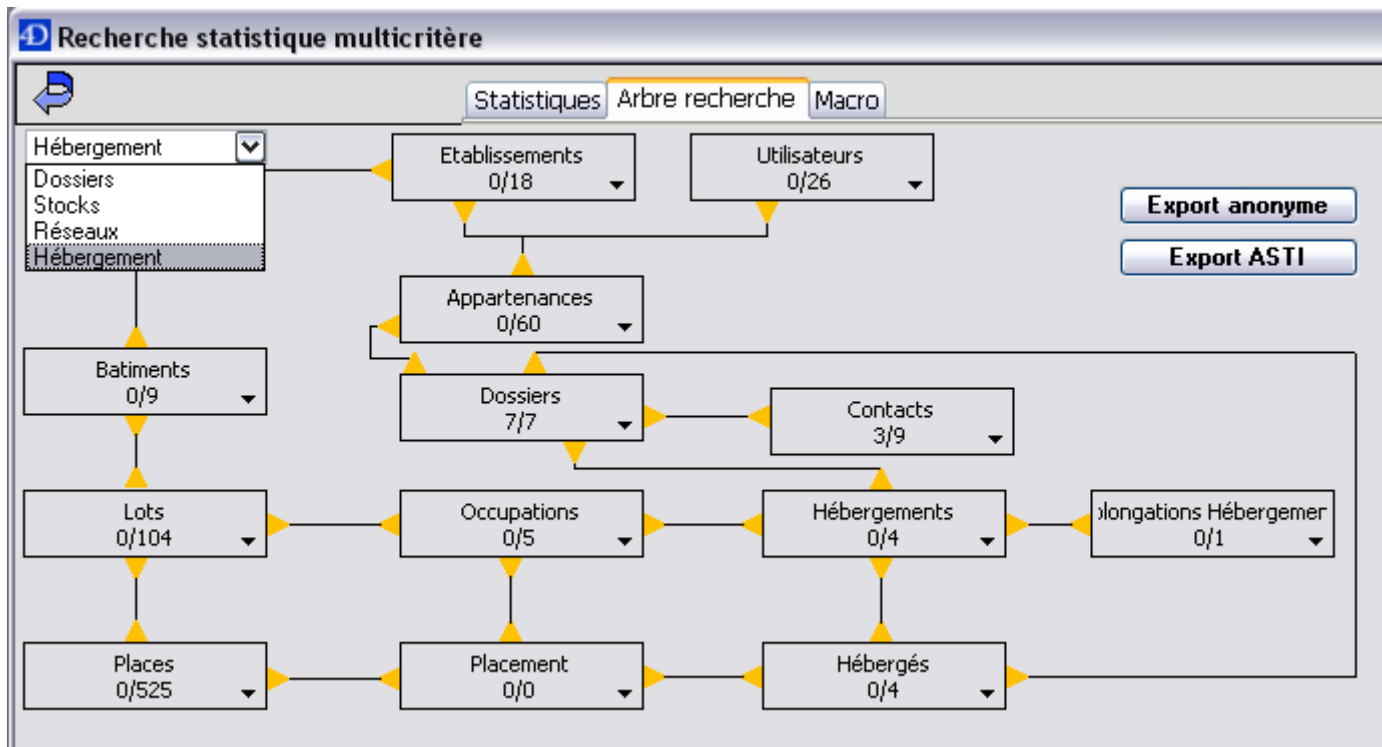 4D Recherche statistique multicritère
Statistiques Arbre recherche Macro
Hébergement
Dossiers
Stocks
Réseaux
Hébergement
Etablissements
0/18
Utilisateurs
0/26
Export anonyme
Export ASTI
Appartenances
0/60
Batiments
0/9
Dossiers
7/7
Contacts
3/9
Lots
0/104
Occupations
0/5
Hébergements
0/4
olongations Hébergemer
0/1
Places
0/525
Placement
0/0
Hébergés
0/4